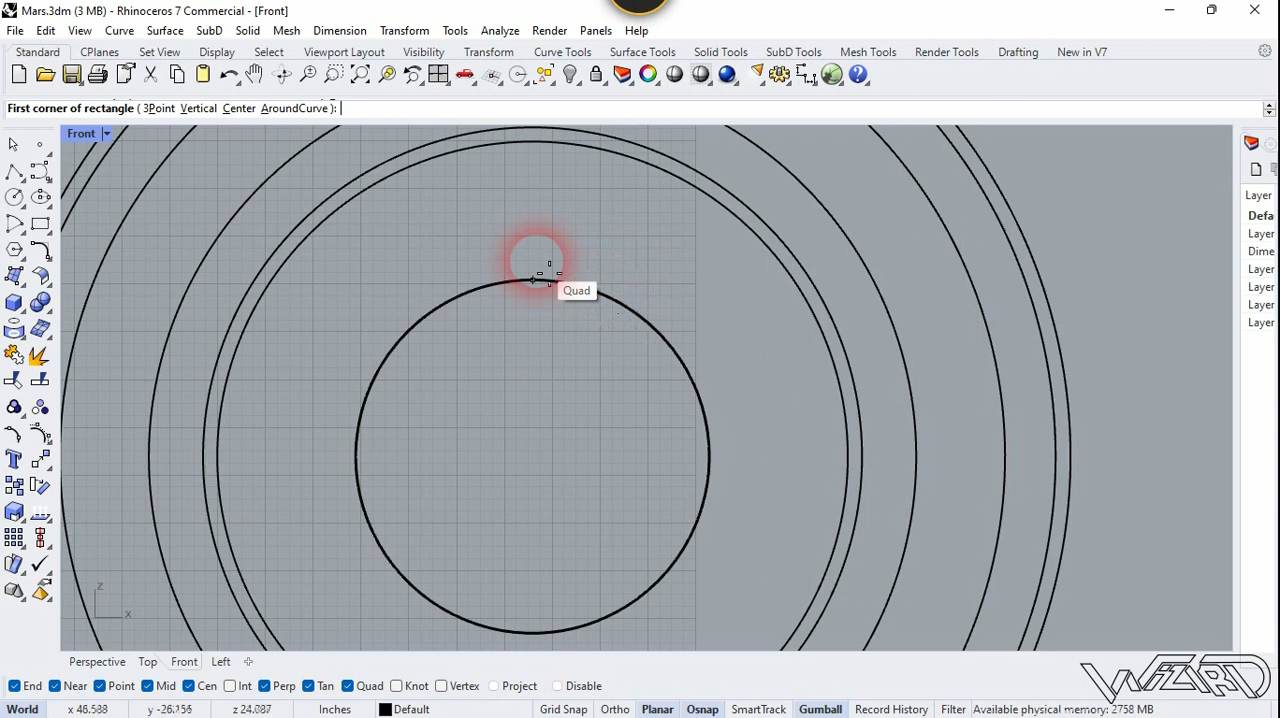 Mars.3dm (3 MB) - Rhinoceros 7 Commercial - [Front]
File Edit View Curve Surface SubD Solid Mesh Dimension Transform Tools Analyze Render Panels Help
Standard CPlanes Set View Display Select Viewport Layout Visibility Transform Curve Tools Surface Tools Solid Tools SubD Tools Mesh Tools Render Tools Drafting New in V7
First corner of rectangle ( 3Point Vertical Center AroundCurve ):
Front
Layer
Defa
Layer
Dime
Layer
Layer
Layer
Quad
z
x
Perspective Top Front Left
End Near Point Mid Cen Int Perp Tan Quad Knot Vertex Project Disable
WIZARD
World x 48.588 y -26.156 z 24.087 Inches Default Grid Snap Ortho Planar Osnap SmartTrack Gumball Record History Filter Available physical memory: 2758 MB